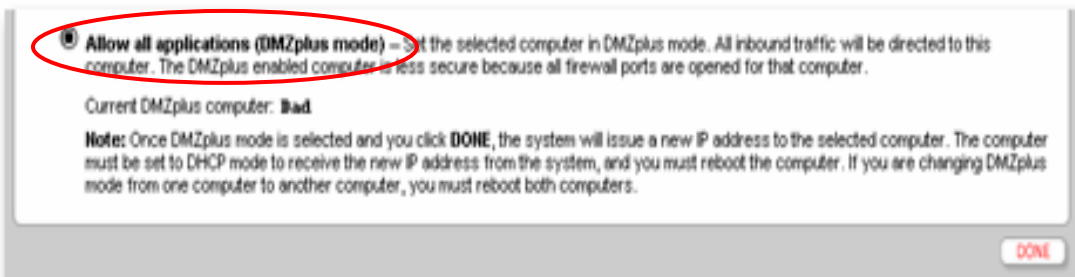 Allow all applications (DMZplus mode) – Set the selected computer in DMZplus mode. All inbound traffic will be directed to this
computer. The DMZplus enabled computer is less secure because all firewall ports are opened for that computer.
Current DMZplus computer: Dad
Note: Once DMZplus mode is selected and you click DONE, the system will issue a new IP address to the selected computer. The computer
must be set to DHCP mode to receive the new IP address from the system, and you must reboot the computer. If you are changing DMZplus
mode from one computer to another computer, you must reboot both computers.
DONE